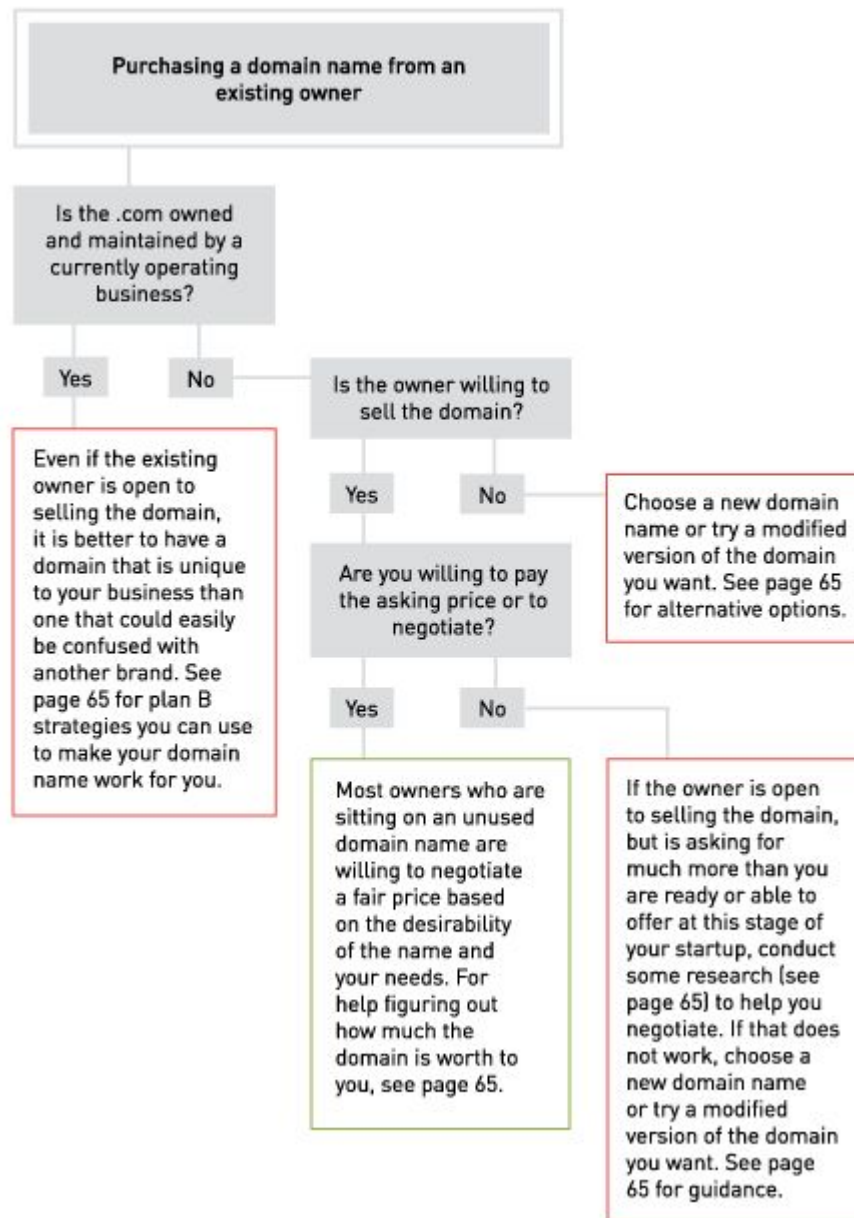 Purchasing a domain name from an
existing owner
Is the .com owned
and maintained by a
currently operating
business?
Yes
No
Even if the existing
owner is open to
selling the domain,
it is better to have a
domain that is unique
to your business than
one that could easily
be confused with
another brand. See
page 65 for plan B
strategies you can use
to make your domain
name work for you.
Is the owner willing to
sell the domain?
Yes
No
Choose a new domain
name or try a modified
version of the domain
you want. See page 65
for alternative options.
Are you willing to pay
the asking price or to
negotiate?
Yes
No
Most owners who are
sitting on an unused
domain name are
willing to negotiate
a fair price based
on the desirability
of the name and
your needs. For
help figuring out
how much the
domain is worth to
you, see page 65.
If the owner is open
to selling the domain,
but is asking for
much more than you
are ready or able to
offer at this stage of
your startup, conduct
some research (see
page 65) to help you
negotiate. If that does
not work, choose a
new domain name
or try a modified
version of the domain
you want. See page
65 for guidance.